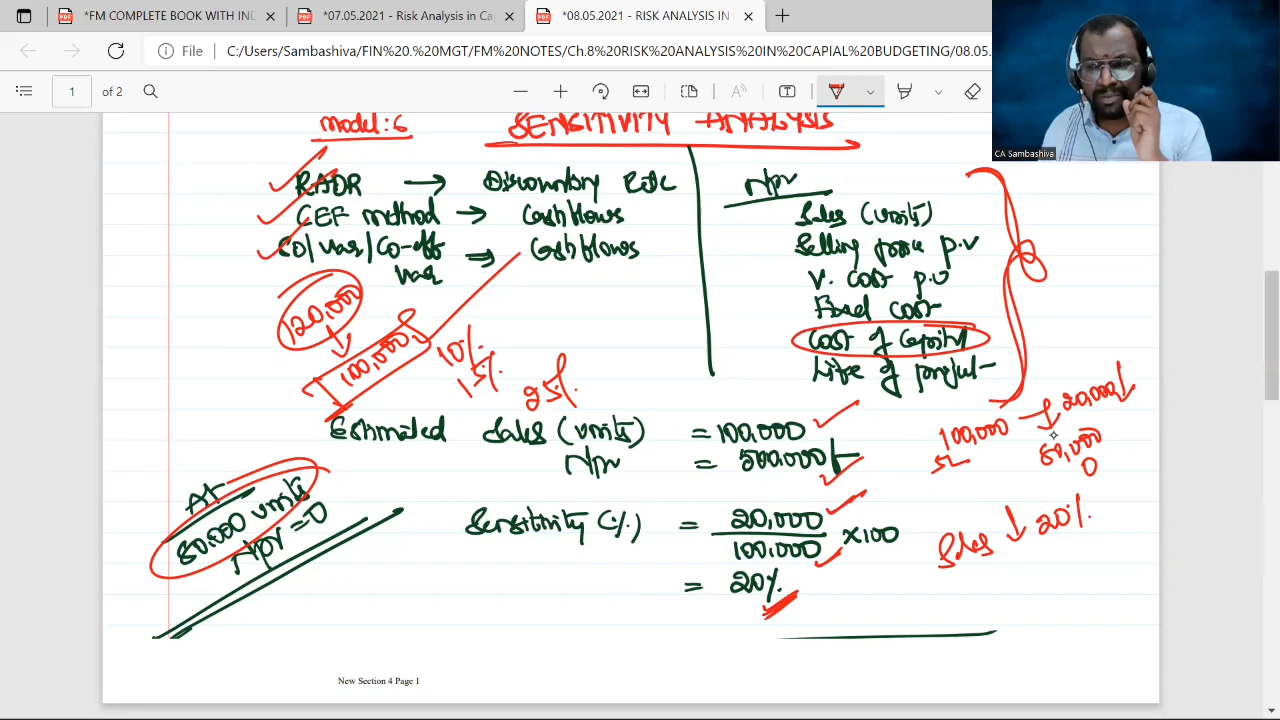 *FM COMPLETE BOOK WITH IND
*07.05.2021 - Risk Analysis in Ca
*08.05.2021 - RISK ANALYSIS IN
File
C:/Users/Sambashiva/FIN%20.%20MGT/FM%20NOTES/Ch.8%20RISK%20ANALYSIS%20IN%20CAPIAL%20BUDGETING/08.05.
1 of 2
CA Sambashiva
model:6
SENSITIVITY ANALYSIS
RADR → Discounting Rate
CEF method → Cashflows
SD/Var/Co-eff ⇒ Cashflows
var
120,000
100,000
10%
15%
25%
NPV
Sales (units)
Selling price p.u
V. cost p.u
Fixed cost
Cost of Capital
Life of project
Estimated Sales (units) = 100,000
NPV = 500,000
100,000 → 20,000↓
5L
80,000
0
At
80,000 units
NPV = 0
Sensitivity (%) = 20,000
100,000 ×100
= 20%
Sales ↓ 20%
New Section 4 Page 1